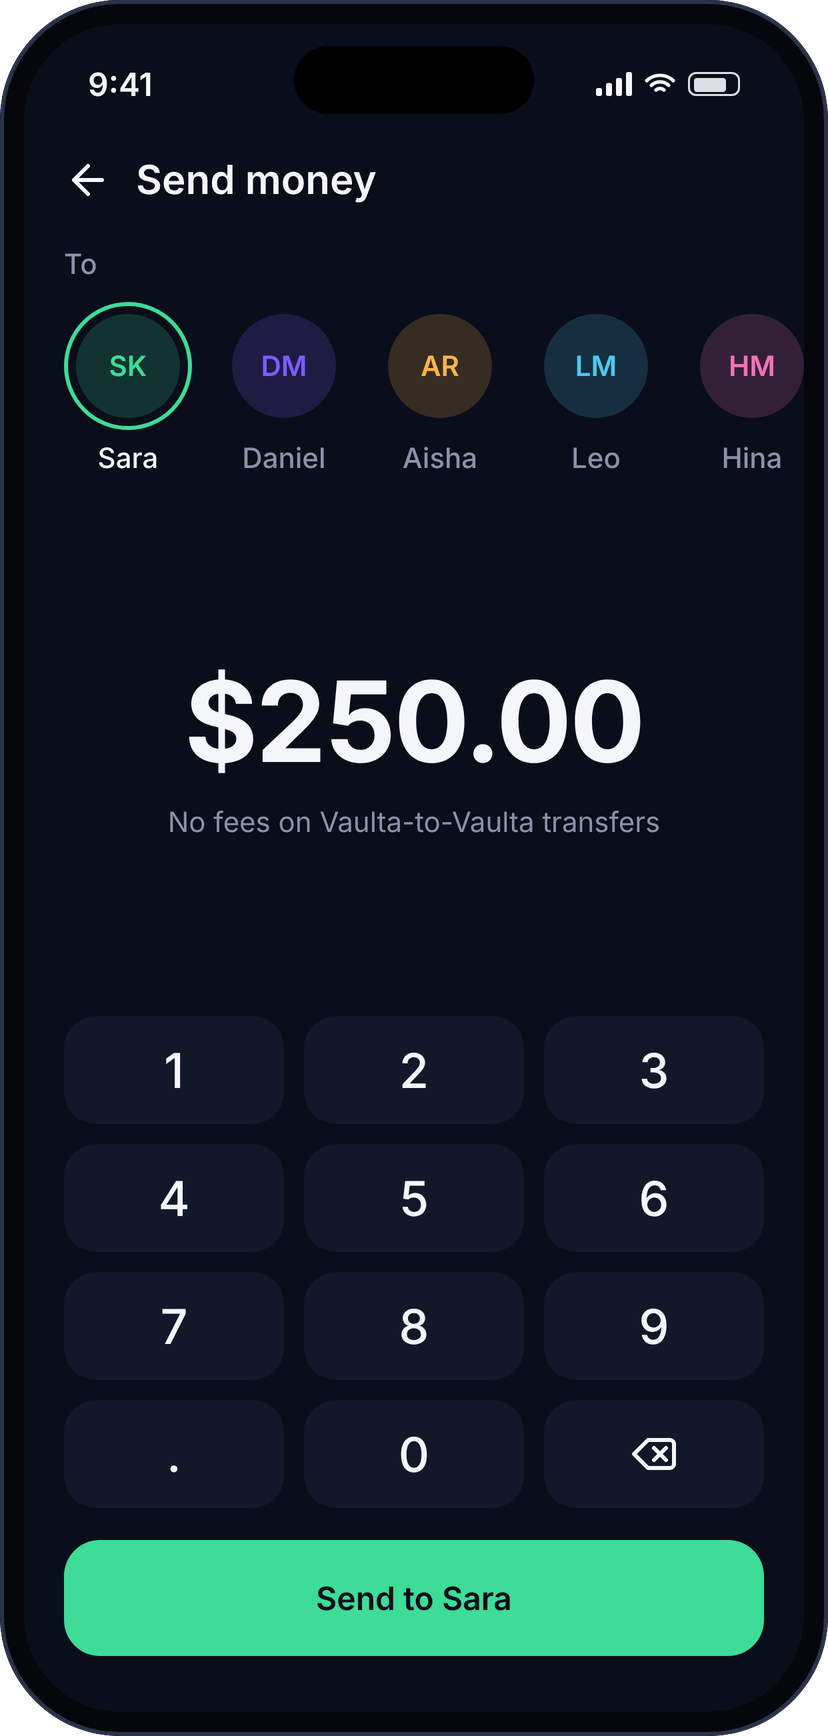 9:41
Send money
To
SK DM AR LM HM
Sara Daniel Aisha Leo Hina
$250.00
No fees on Vaulta-to-Vaulta transfers
1 2 3
4 5 6
7 8 9
. 0
Send to Sara